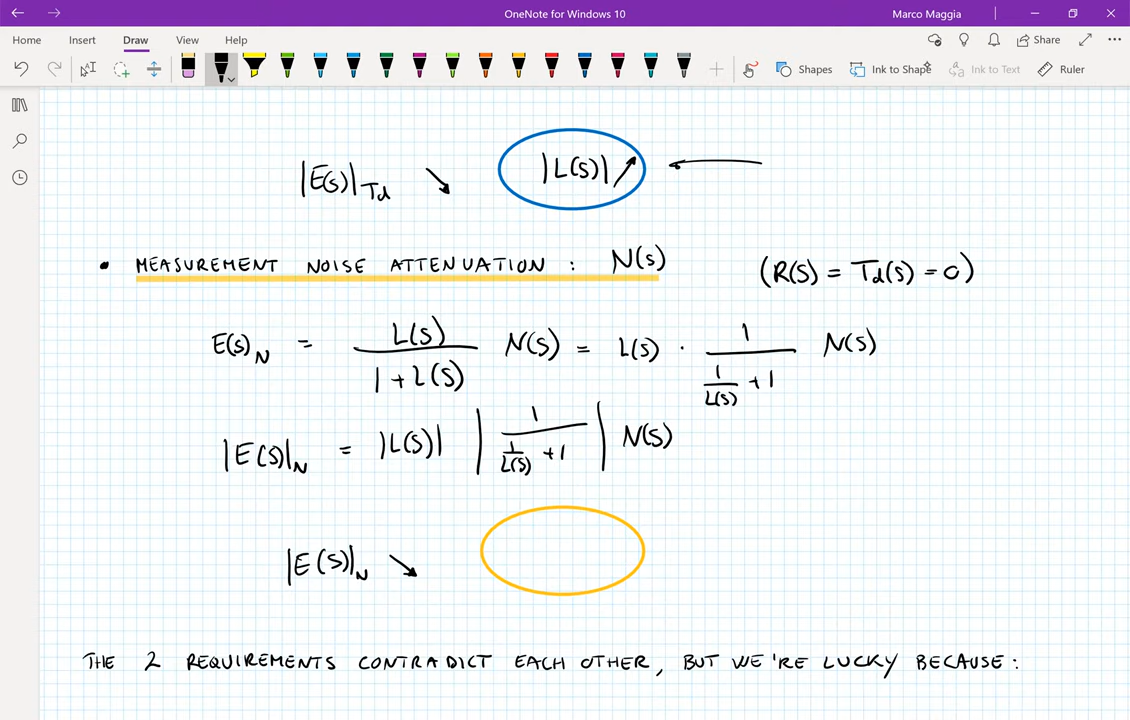 OneNote for Windows 10
Marco Maggia
Home Insert Draw View Help
Share
Shapes Ink to Shape Ink to Text Ruler
|E(s)|Td ↘ |L(s)| ↗ ←
• MEASUREMENT NOISE ATTENUATION : N(s) (R(s) = Td(s) = 0)
E(s)N = L(s) / (1 + L(s)) N(s) = L(s) · 1 / (1/L(s) + 1) N(s)
|E(s)|N = |L(s)| | 1 / (1/L(s) + 1) | N(s)
|E(s)|N ↘
THE 2 REQUIREMENTS CONTRADICT EACH OTHER, BUT WE'RE LUCKY BECAUSE :